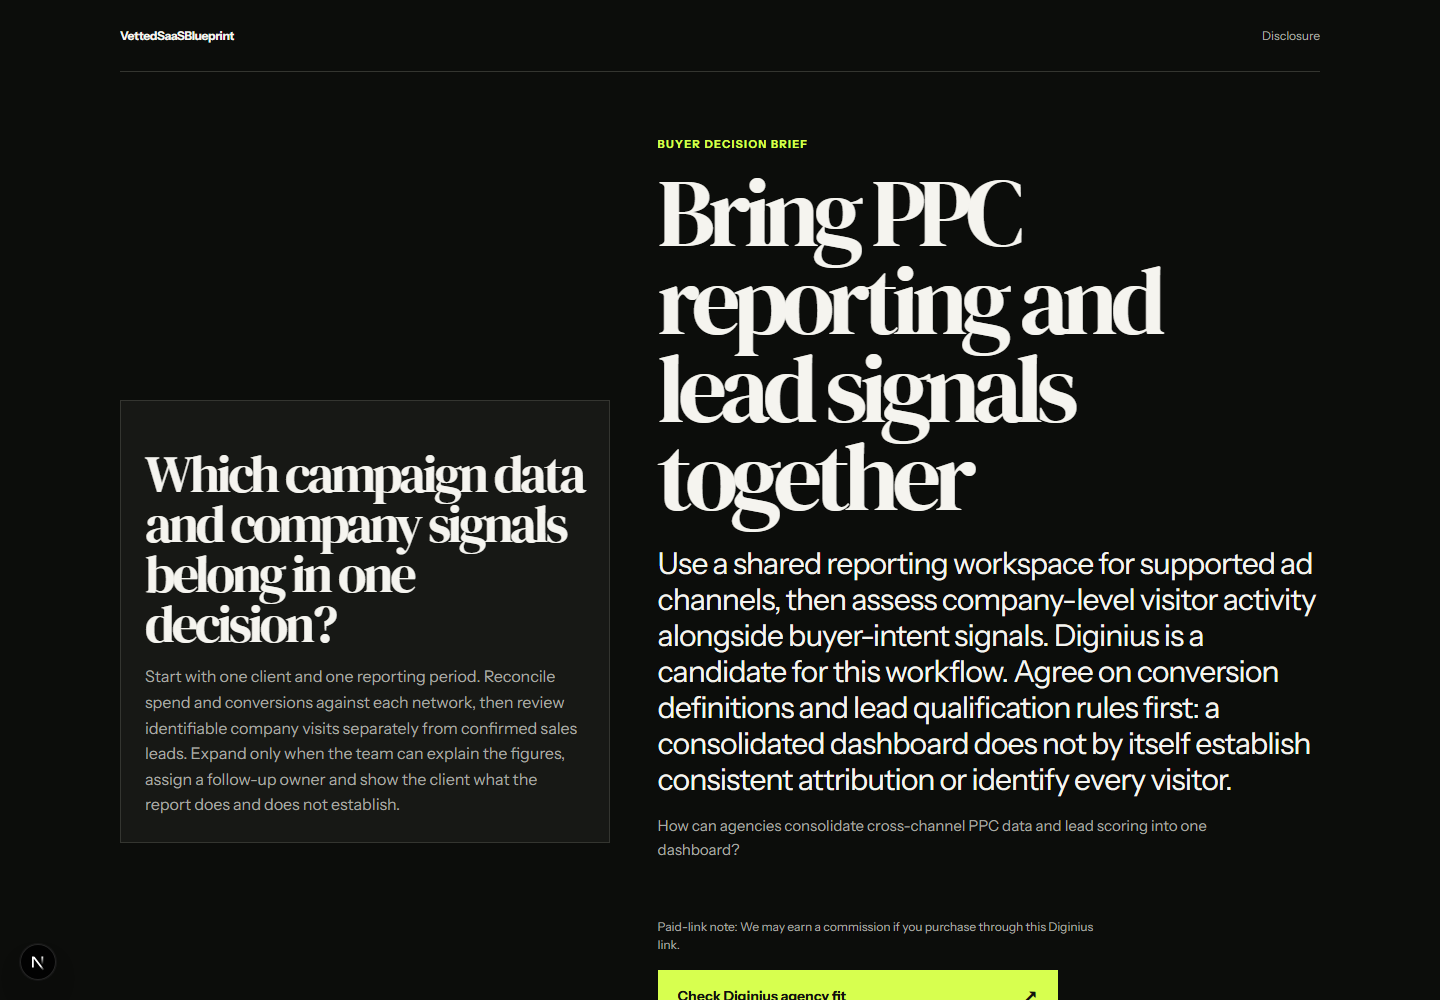 VettedSaaSBlueprint
Disclosure
BUYER DECISION BRIEF
Bring PPC
reporting and
lead signals
together
Use a shared reporting workspace for supported ad
channels, then assess company-level visitor activity
alongside buyer-intent signals. Diginius is a
candidate for this workflow. Agree on conversion
definitions and lead qualification rules first: a
consolidated dashboard does not by itself establish
consistent attribution or identify every visitor.
How can agencies consolidate cross-channel PPC data and lead scoring into one
dashboard?
Paid-link note: We may earn a commission if you purchase through this Diginius
link.
Check Diginius agency fit ↗
Which campaign data
and company signals
belong in one
decision?
Start with one client and one reporting period. Reconcile
spend and conversions against each network, then review
identifiable company visits separately from confirmed sales
leads. Expand only when the team can explain the figures,
assign a follow-up owner and show the client what the
report does and does not establish.
N